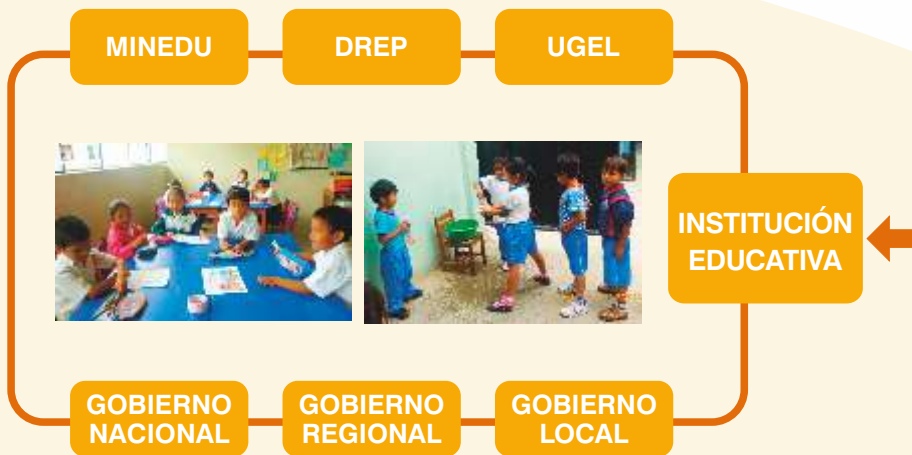 MINEDU
DREP
UGEL
INSTITUCIÓN
EDUCATIVA
GOBIERNO
NACIONAL
GOBIERNO
REGIONAL
GOBIERNO
LOCAL